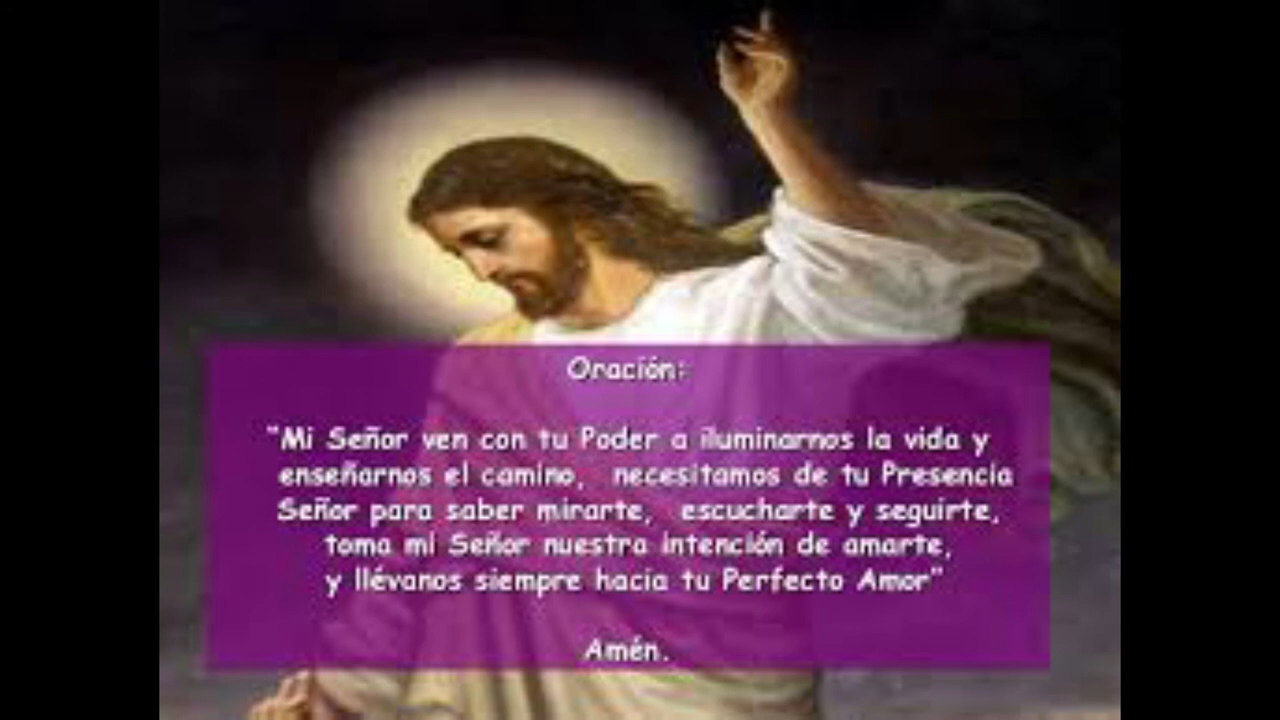 Oración:
"Mi Señor ven con tu Poder a iluminarnos la vida y
enseñarnos el camino, necesitamos de tu Presencia
Señor para saber mirarte, escucharte y seguirte,
toma mi Señor nuestra intención de amarte,
y llévanos siempre hacia tu Perfecto Amor"
Amén.